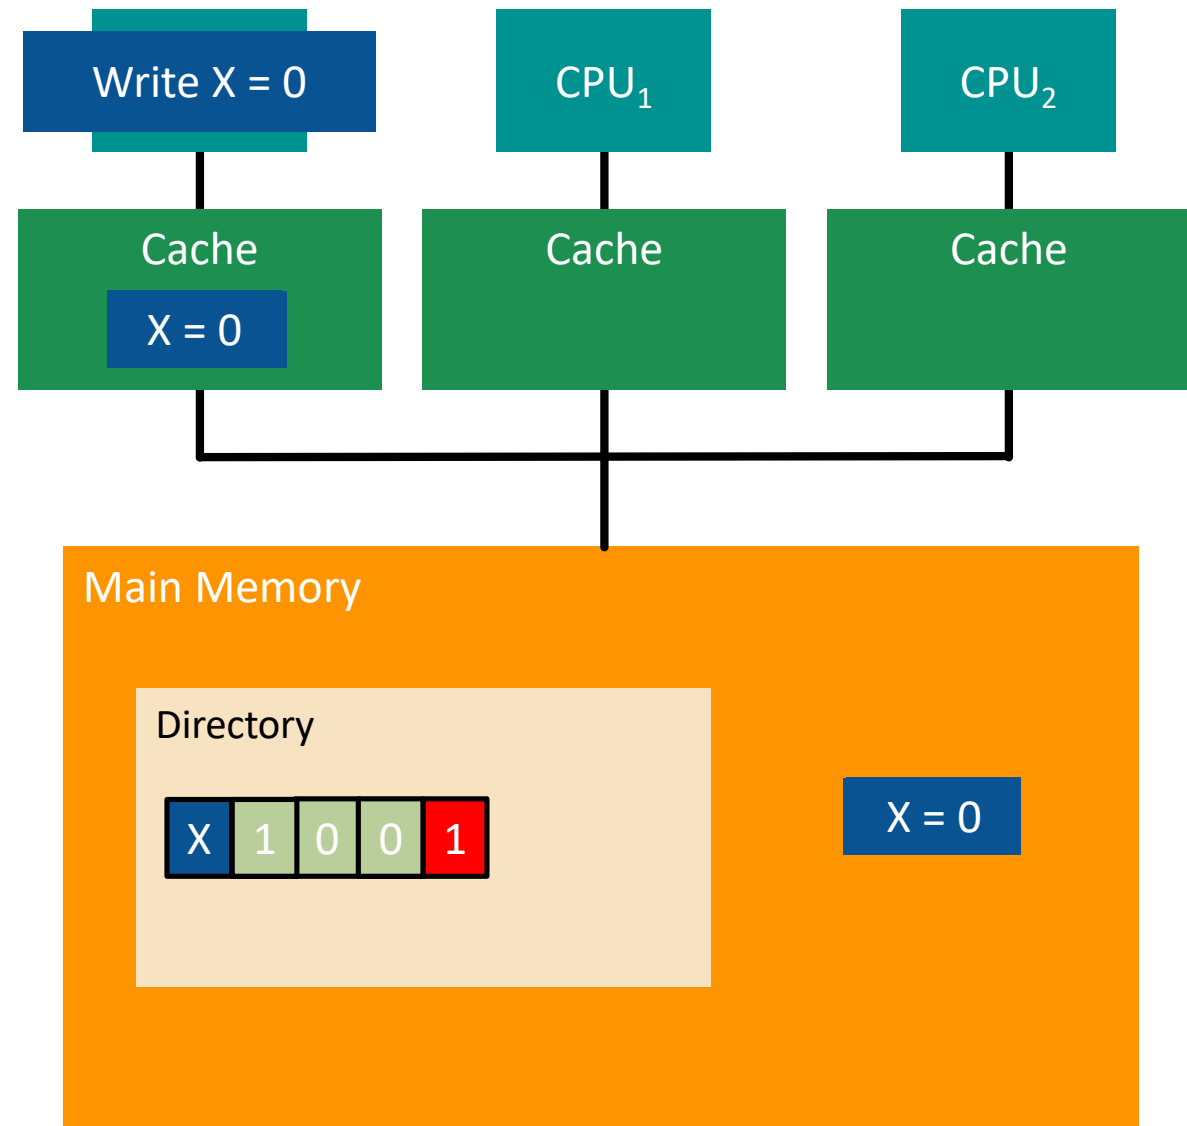 Write X = 0
CPU₁
CPU₂
Cache
Cache
Cache
X = 0
Main Memory
Directory
X 1 0 0 1
X = 0